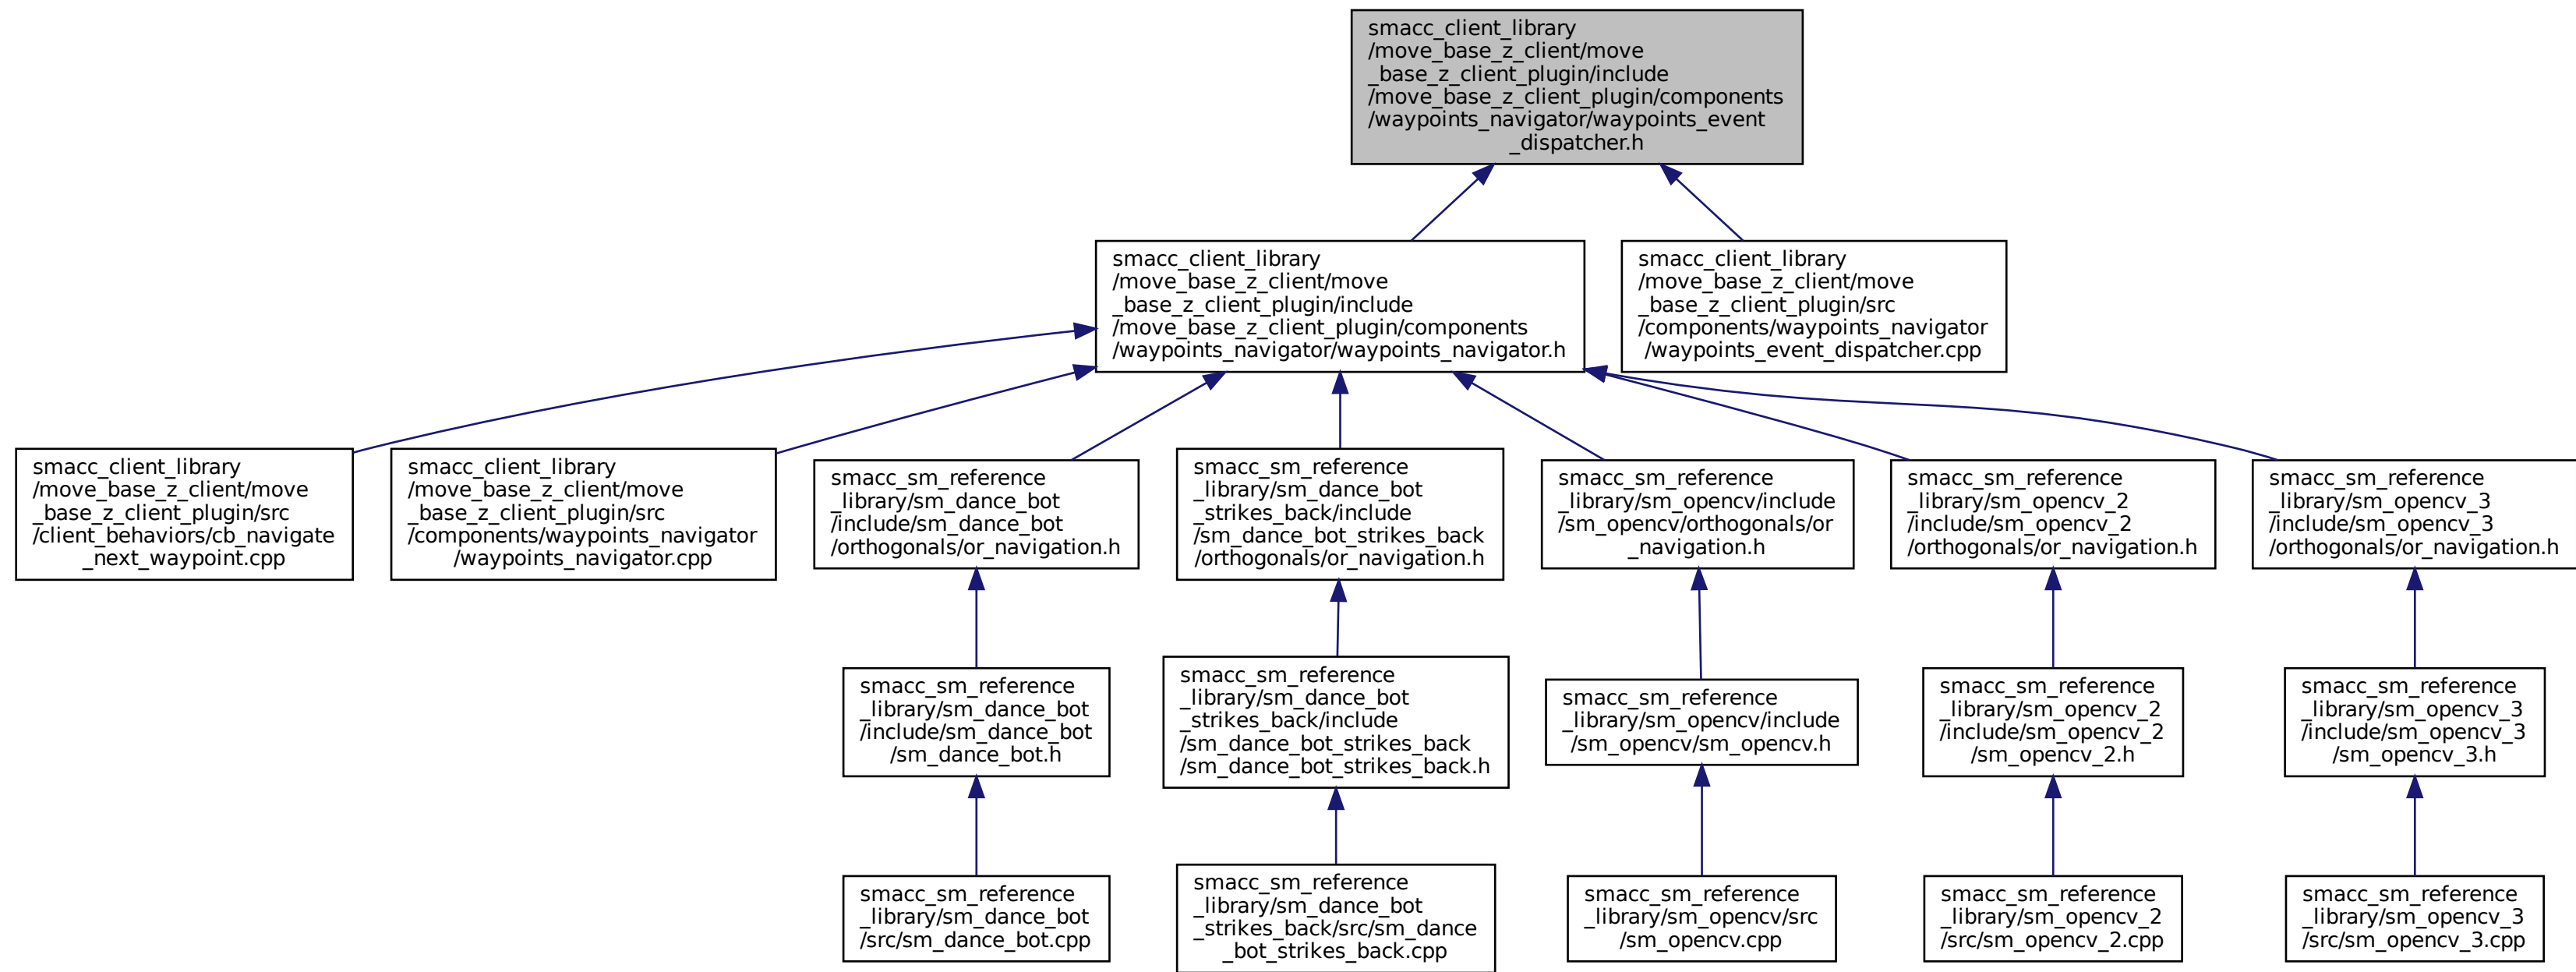 smacc_client_library
/move_base_z_client/move
_base_z_client_plugin/include
/move_base_z_client_plugin/components
/waypoints_navigator/waypoints_event
_dispatcher.h
smacc_client_library
/move_base_z_client/move
_base_z_client_plugin/include
/move_base_z_client_plugin/components
/waypoints_navigator/waypoints_navigator.h
smacc_client_library
/move_base_z_client/move
_base_z_client_plugin/src
/components/waypoints_navigator
/waypoints_event_dispatcher.cpp
smacc_client_library
/move_base_z_client/move
_base_z_client_plugin/src
/client_behaviors/cb_navigate
_next_waypoint.cpp
smacc_client_library
/move_base_z_client/move
_base_z_client_plugin/src
/components/waypoints_navigator
/waypoints_navigator.cpp
smacc_sm_reference
_library/sm_dance_bot
/include/sm_dance_bot
/orthogonals/or_navigation.h
smacc_sm_reference
_library/sm_dance_bot
_strikes_back/include
/sm_dance_bot_strikes_back
/orthogonals/or_navigation.h
smacc_sm_reference
_library/sm_opencv/include
/sm_opencv/orthogonals/or
_navigation.h
smacc_sm_reference
_library/sm_opencv_2
/include/sm_opencv_2
/orthogonals/or_navigation.h
smacc_sm_reference
_library/sm_opencv_3
/include/sm_opencv_3
/orthogonals/or_navigation.h
smacc_sm_reference
_library/sm_dance_bot
/include/sm_dance_bot
/sm_dance_bot.h
smacc_sm_reference
_library/sm_dance_bot
_strikes_back/include
/sm_dance_bot_strikes_back
/sm_dance_bot_strikes_back.h
smacc_sm_reference
_library/sm_opencv/include
/sm_opencv/sm_opencv.h
smacc_sm_reference
_library/sm_opencv_2
/include/sm_opencv_2
/sm_opencv_2.h
smacc_sm_reference
_library/sm_opencv_3
/include/sm_opencv_3
/sm_opencv_3.h
smacc_sm_reference
_library/sm_dance_bot
/src/sm_dance_bot.cpp
smacc_sm_reference
_library/sm_dance_bot
_strikes_back/src/sm_dance
_bot_strikes_back.cpp
smacc_sm_reference
_library/sm_opencv/src
/sm_opencv.cpp
smacc_sm_reference
_library/sm_opencv_2
/src/sm_opencv_2.cpp
smacc_sm_reference
_library/sm_opencv_3
/src/sm_opencv_3.cpp